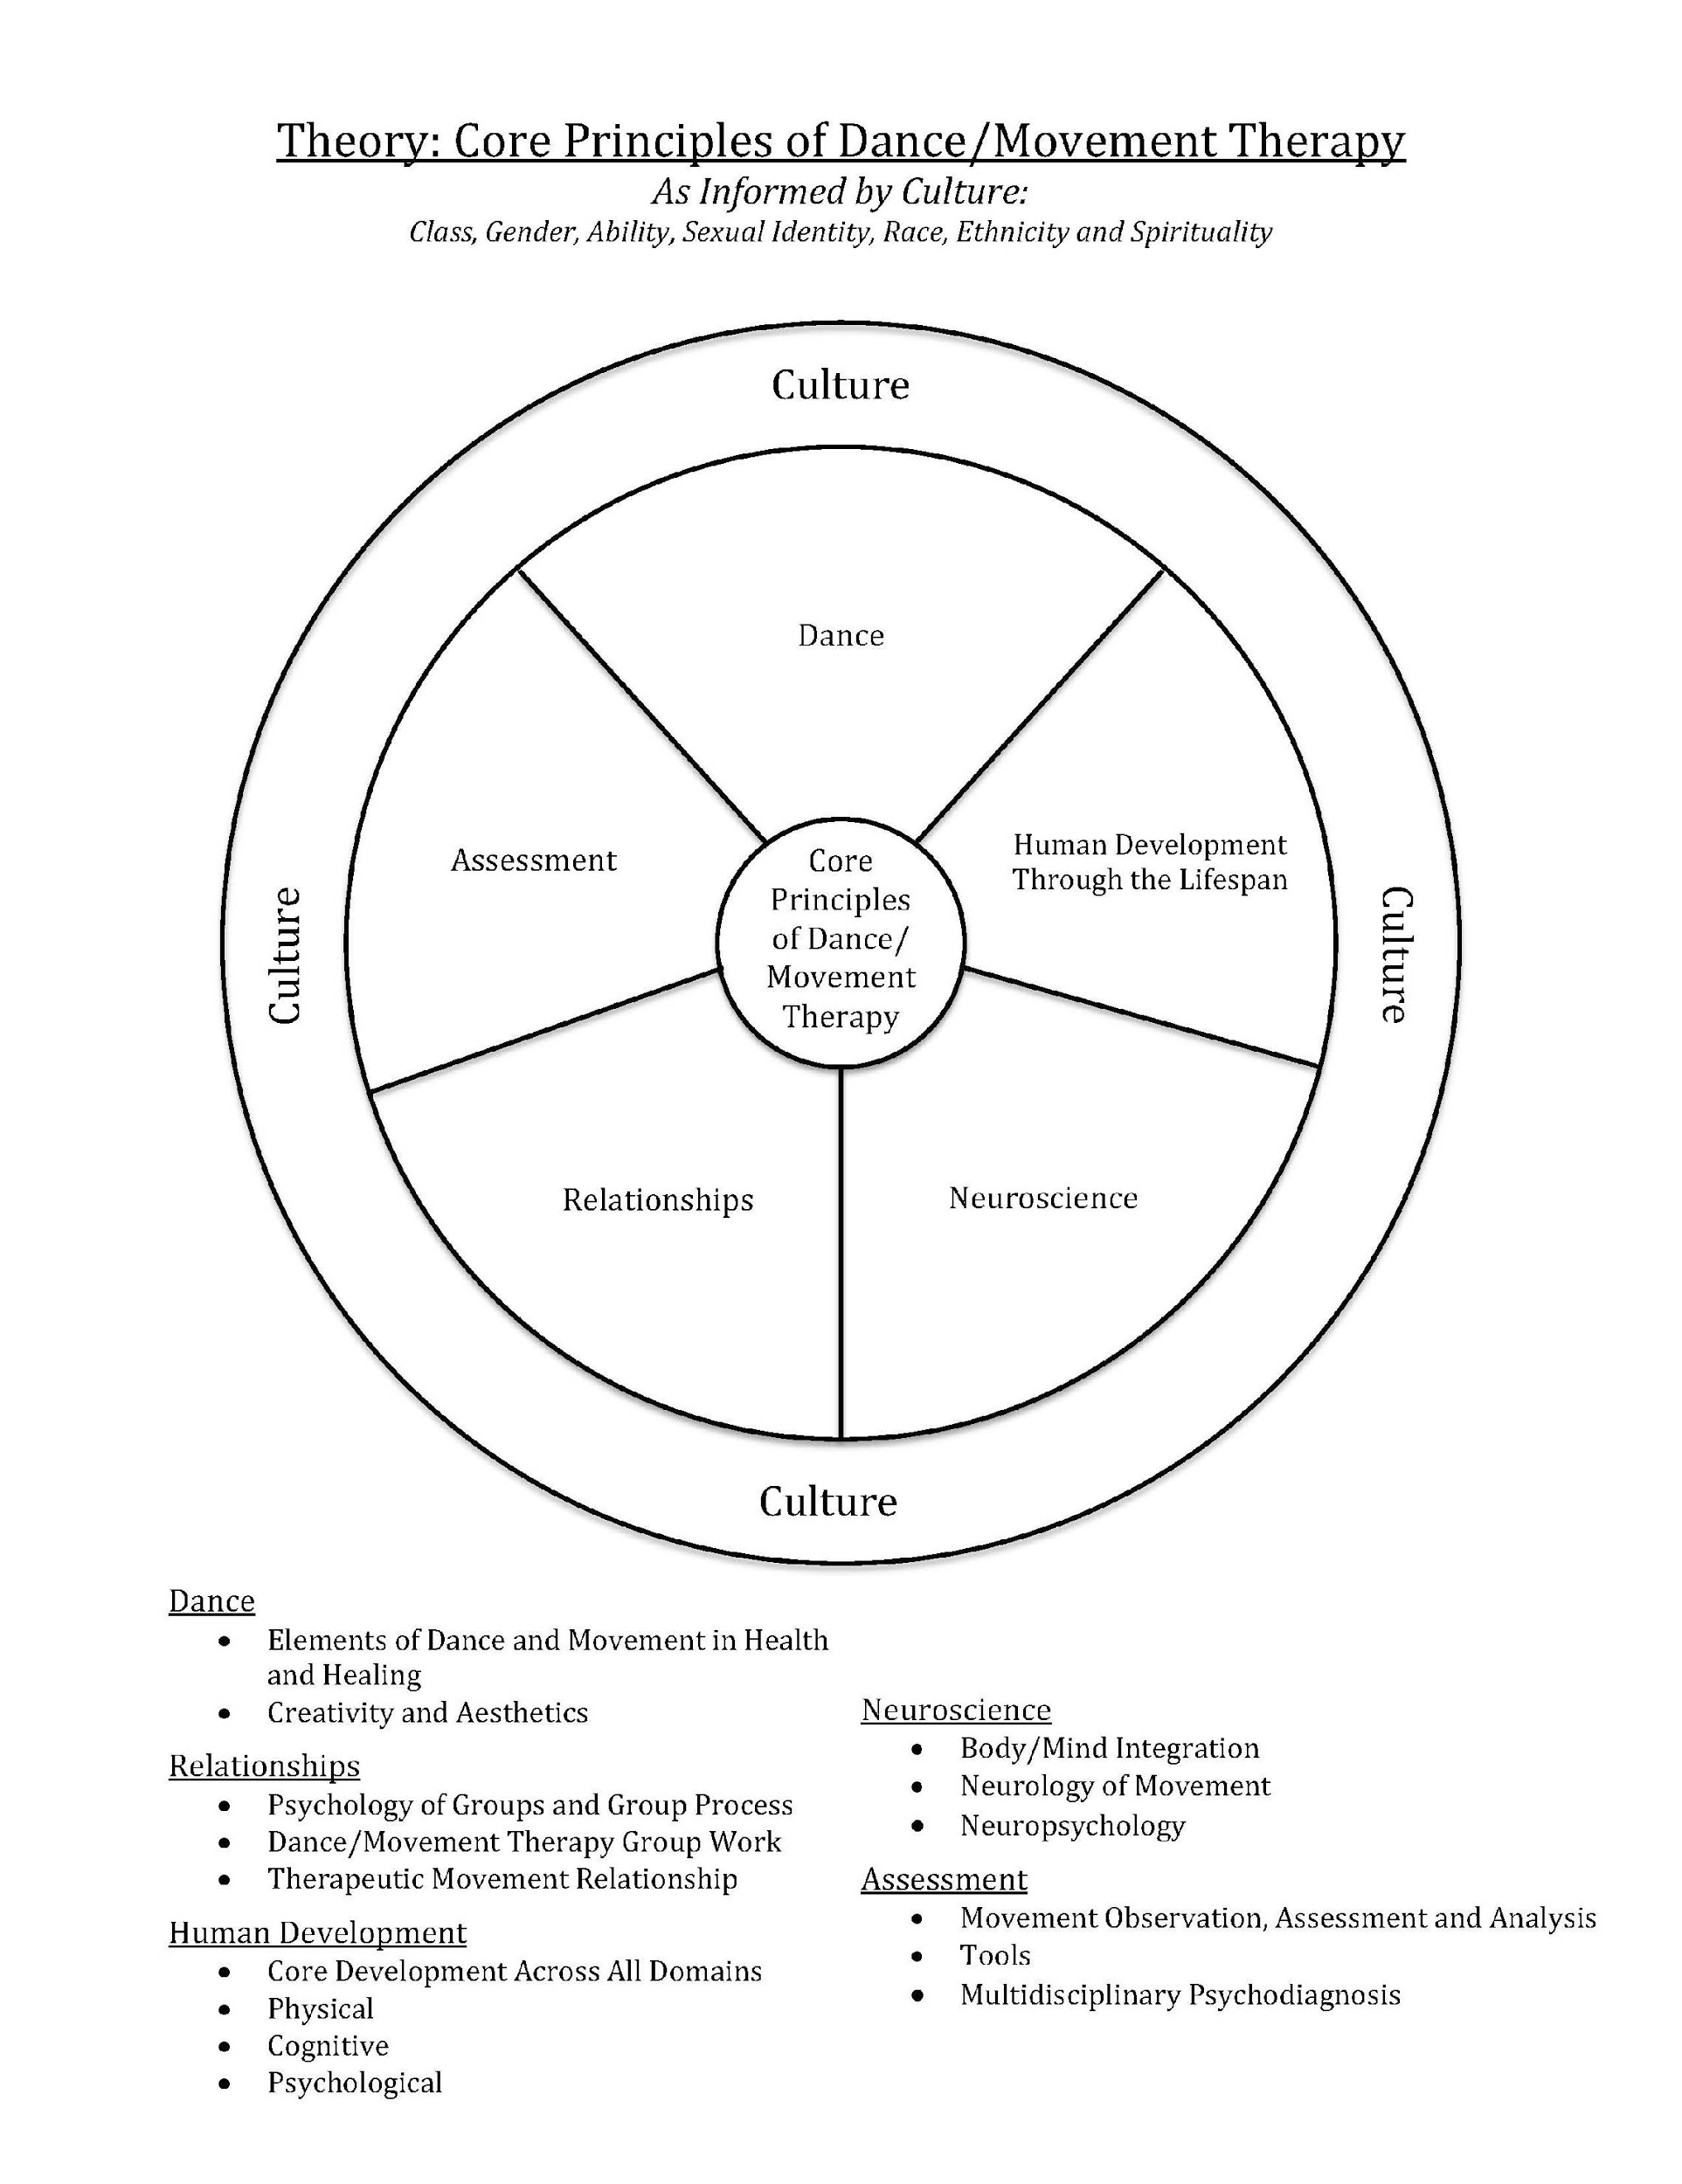 Theory: Core Principles of Dance/Movement Therapy
As Informed by Culture:
Class, Gender, Ability, Sexual Identity, Race, Ethnicity and Spirituality
Culture
Dance
Assessment
Human Development
Through the Lifespan
Core
Principles
of Dance/
Movement
Therapy
Culture
Culture
Relationships
Neuroscience
Culture
Dance
• Elements of Dance and Movement in Health
and Healing
• Creativity and Aesthetics
Relationships
• Psychology of Groups and Group Process
• Dance/Movement Therapy Group Work
• Therapeutic Movement Relationship
Human Development
• Core Development Across All Domains
• Physical
• Cognitive
• Psychological
Neuroscience
• Body/Mind Integration
• Neurology of Movement
• Neuropsychology
Assessment
• Movement Observation, Assessment and Analysis
• Tools
• Multidisciplinary Psychodiagnosis